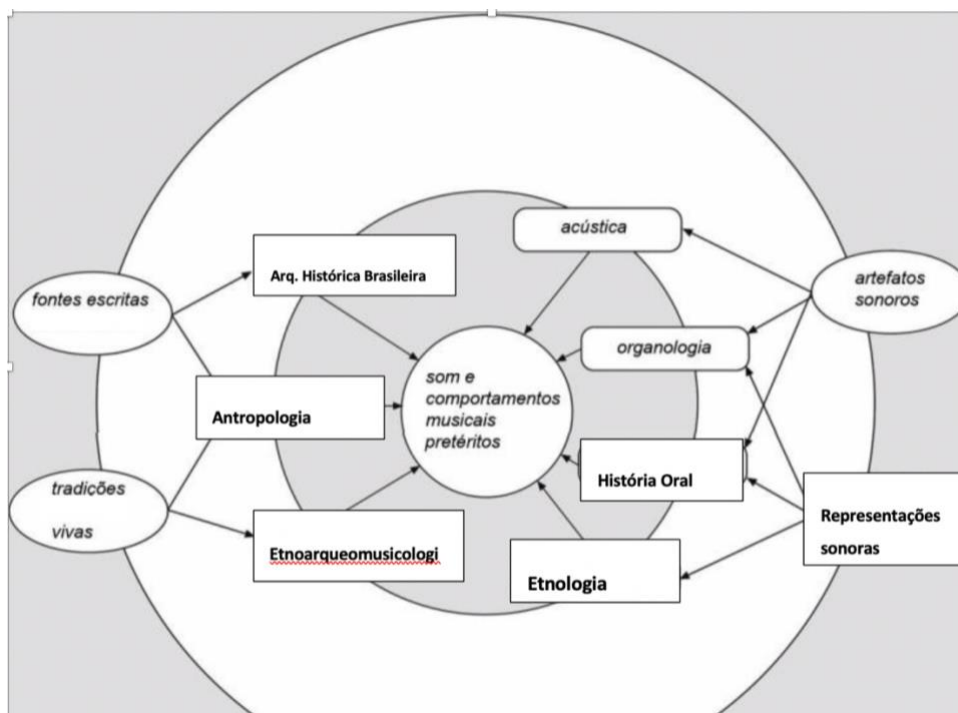 acústica
Arq. Histórica Brasileira
fontes escritas
artefatos
sonoros
organologia
som e
comportamentos
musicais
pretéritos
Antropologia
História Oral
tradições
vivas
Representações
sonoras
Etnoarqueomusicologi
Etnologia